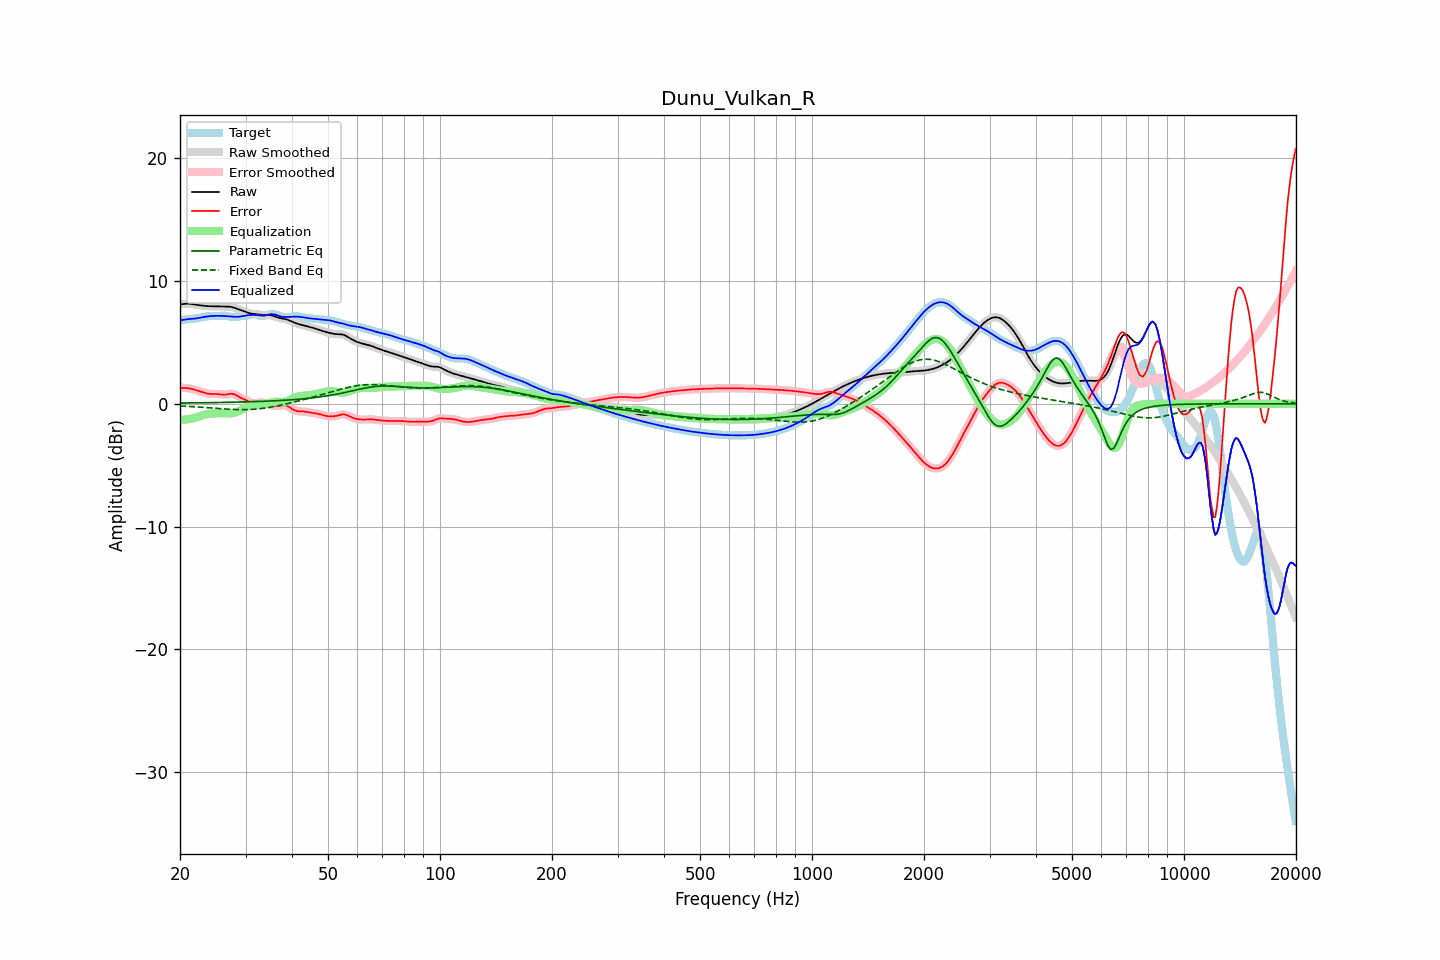 Dunu_Vulkan_R
Target
Raw Smoothed
Error Smoothed
Raw
Error
Equalization
Parametric Eq
Fixed Band Eq
Equalized
20
10
0
−10
−20
−30
Amplitude (dBr)
20 50 100 200 500 1000 2000 5000 10000 20000
Frequency (Hz)